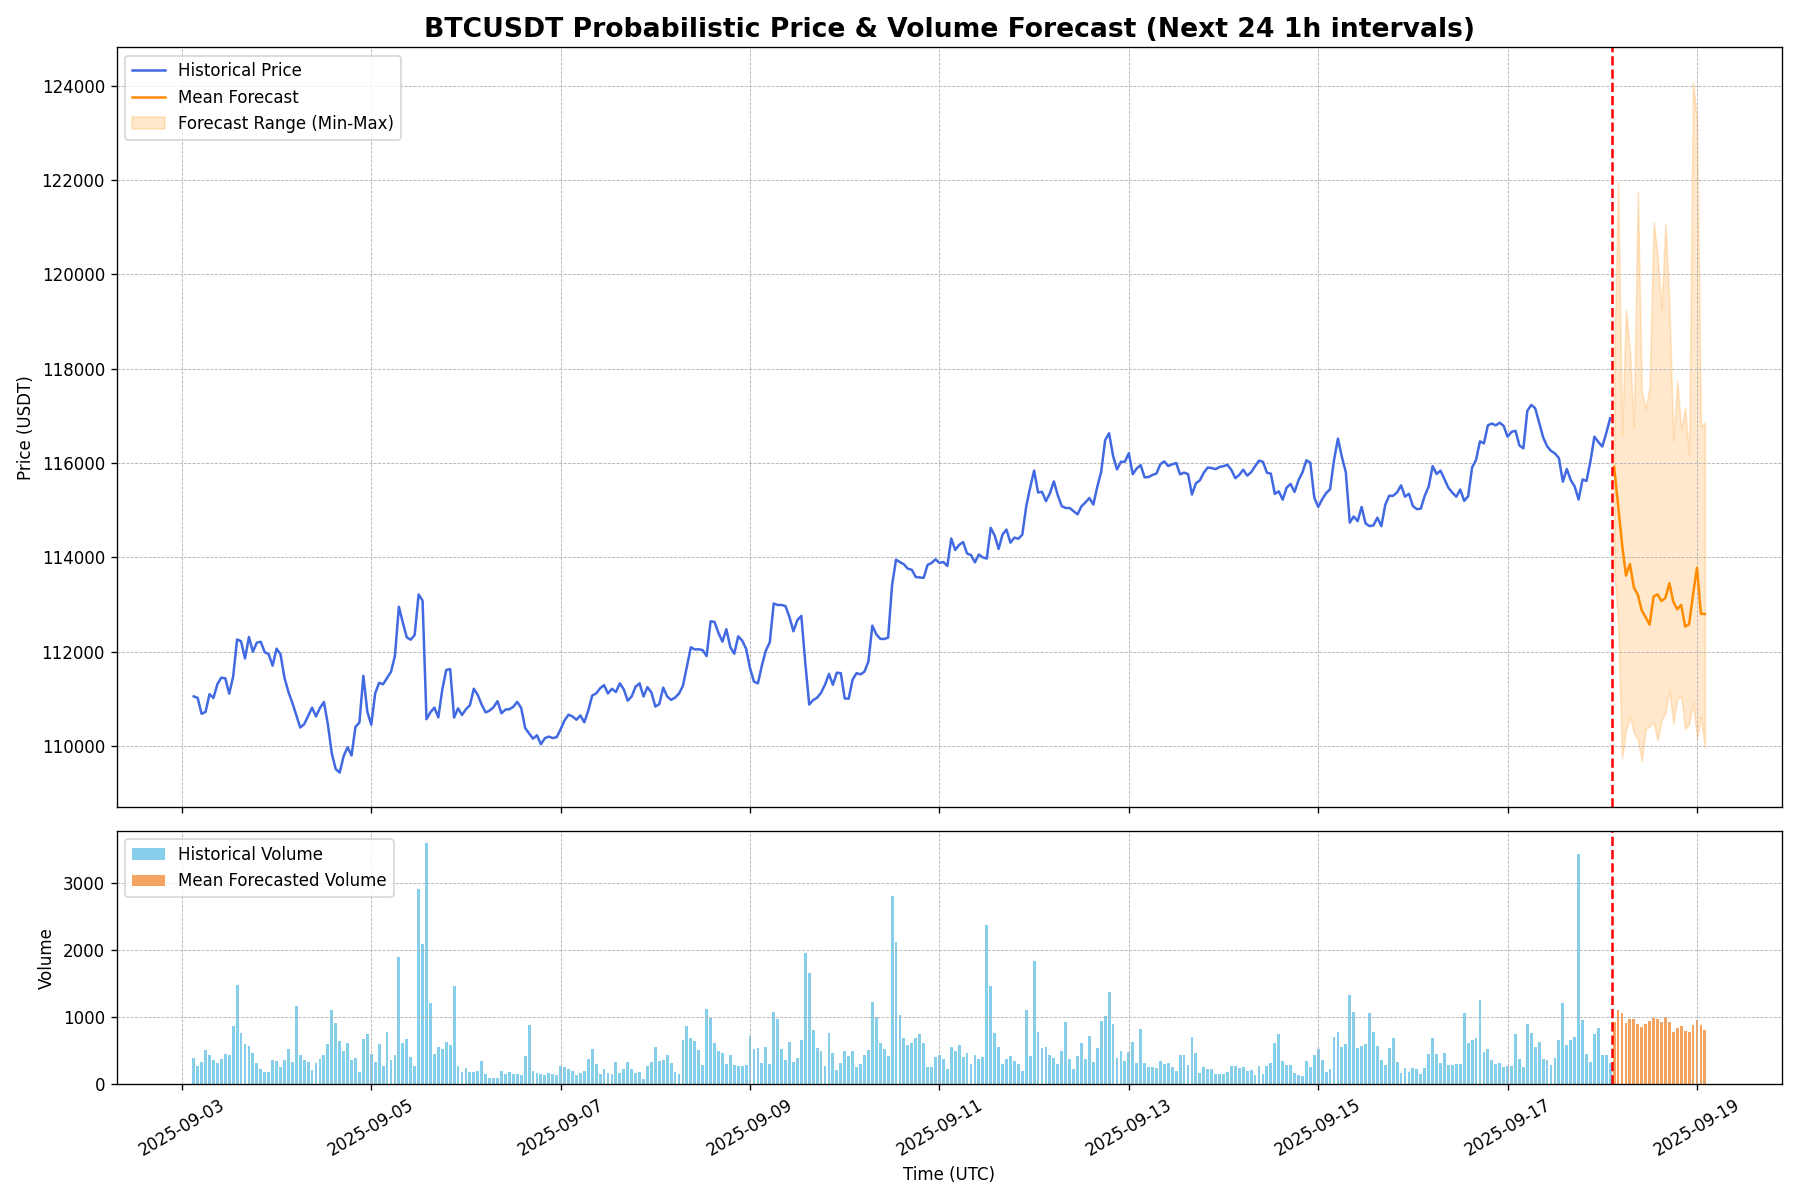 BTCUSDT Probabilistic Price & Volume Forecast (Next 24 1h intervals)
Historical Price
Mean Forecast
Forecast Range (Min-Max)
124000
122000
120000
118000
116000
114000
112000
110000
Price (USDT)
Historical Volume
Mean Forecasted Volume
3000
2000
1000
0
Volume
2025-09-03
2025-09-05
2025-09-07
2025-09-09
2025-09-11
2025-09-13
2025-09-15
2025-09-17
2025-09-19
Time (UTC)